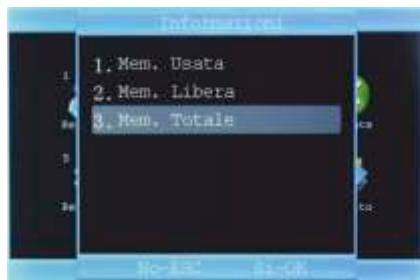 Informazioni
1. Mem. Usata
2. Mem. Libera
3. Mem. Totale
No-ESC Si-OK